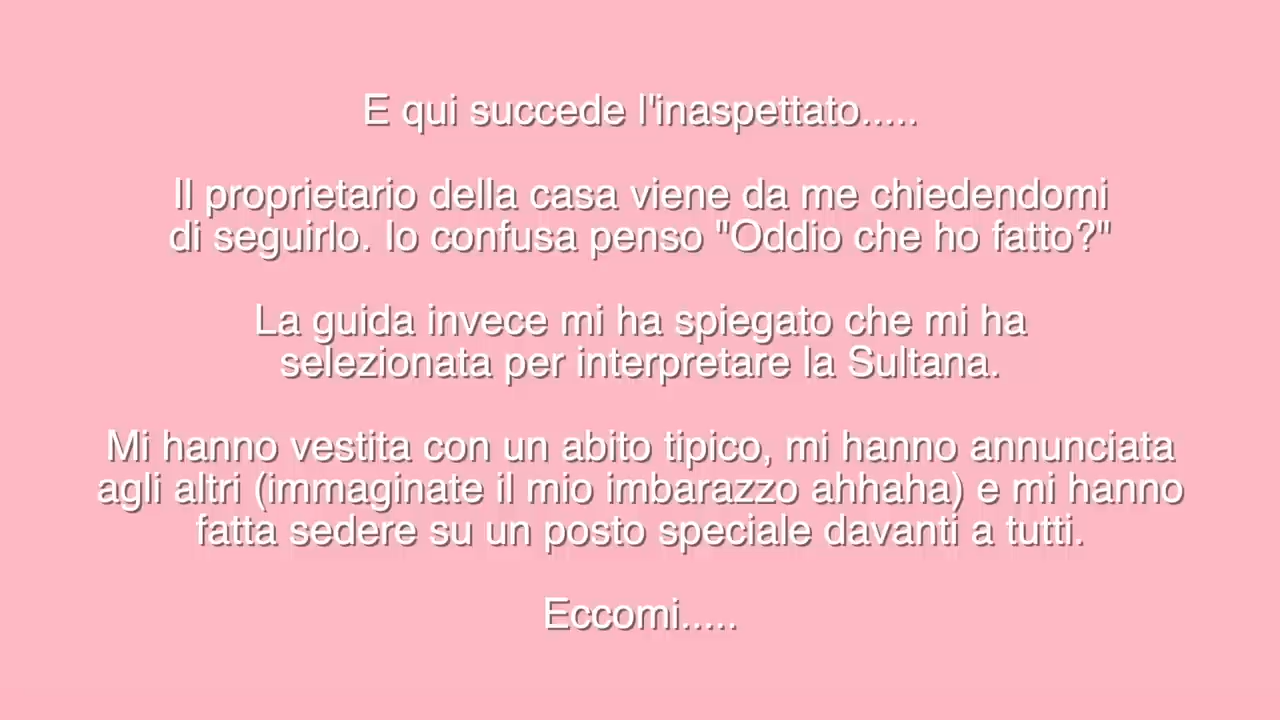 E qui succede l'inaspettato.....
Il proprietario della casa viene da me chiedendomi
di seguirlo. Io confusa penso "Oddio che ho fatto?"
La guida invece mi ha spiegato che mi ha
selezionata per interpretare la Sultana.
Mi hanno vestita con un abito tipico, mi hanno annunciata
agli altri (immaginate il mio imbarazzo ahhaha) e mi hanno
fatta sedere su un posto speciale davanti a tutti.
Eccomi.....